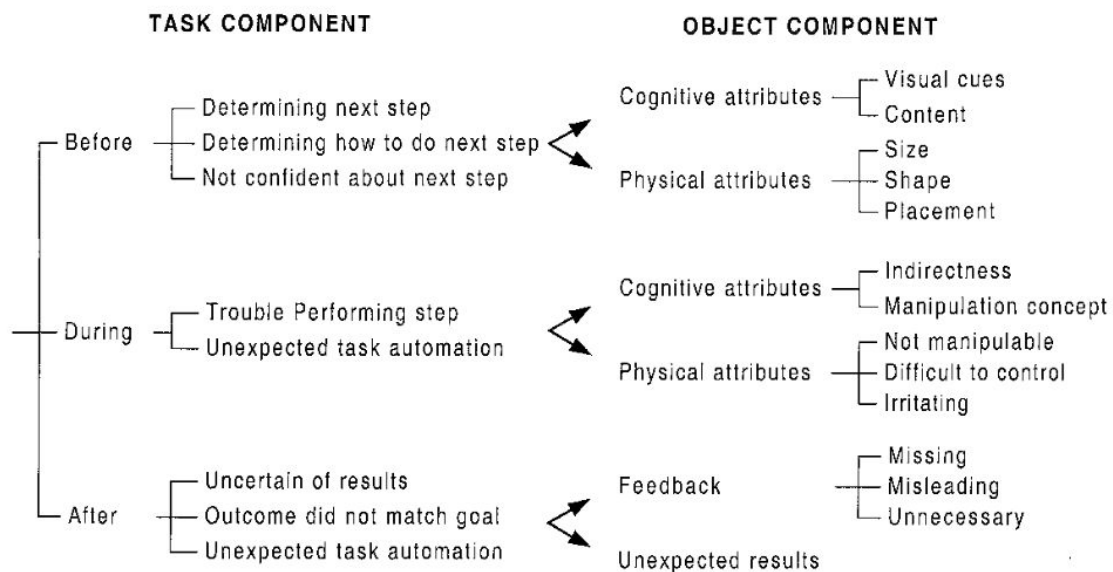 TASK COMPONENT
OBJECT COMPONENT
Before
Determining next step
Determining how to do next step
Not confident about next step
Cognitive attributes
Visual cues
Content
Physical attributes
Size
Shape
Placement
During
Trouble Performing step
Unexpected task automation
Cognitive attributes
Indirectness
Manipulation concept
Physical attributes
Not manipulable
Difficult to control
Irritating
After
Uncertain of results
Outcome did not match goal
Unexpected task automation
Feedback
Missing
Misleading
Unnecessary
Unexpected results